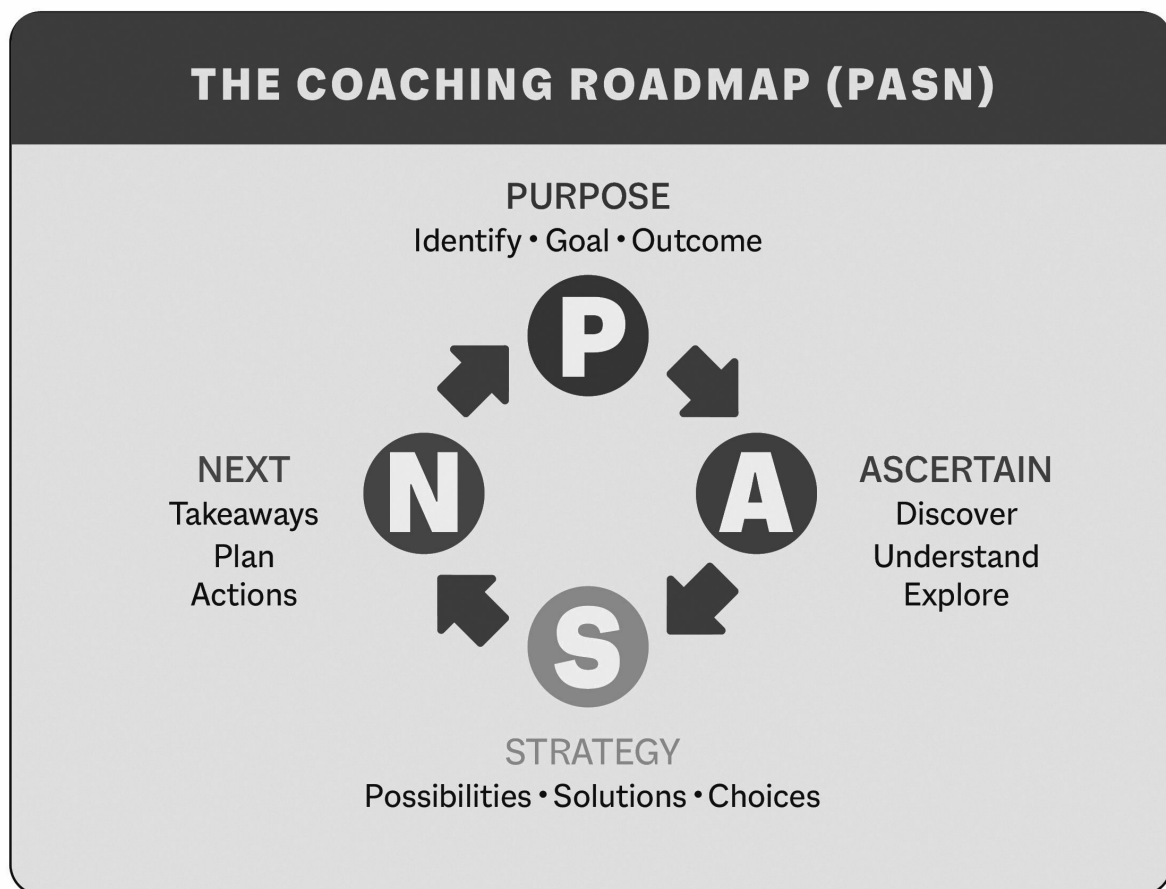 THE COACHING ROADMAP (PASN)
PURPOSE
Identify • Goal • Outcome
P
N
A
NEXT
Takeaways
Plan
Actions
ASCERTAIN
Discover
Understand
Explore
S
STRATEGY
Possibilities • Solutions • Choices